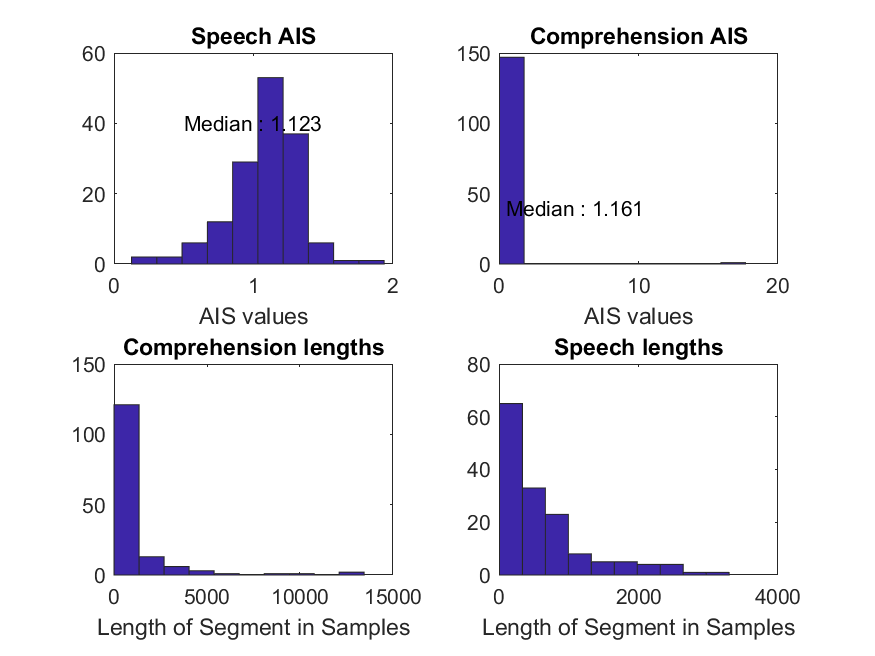 Speech AIS
60
40
20
0
Median : 1.123
0 1 2
AIS values
Comprehension AIS
150
100
50
0
Median : 1.161
0 10 20
AIS values
Comprehension lengths
150
100
50
0
0 5000 10000 15000
Length of Segment in Samples
Speech lengths
80
60
40
20
0
0 2000 4000
Length of Segment in Samples